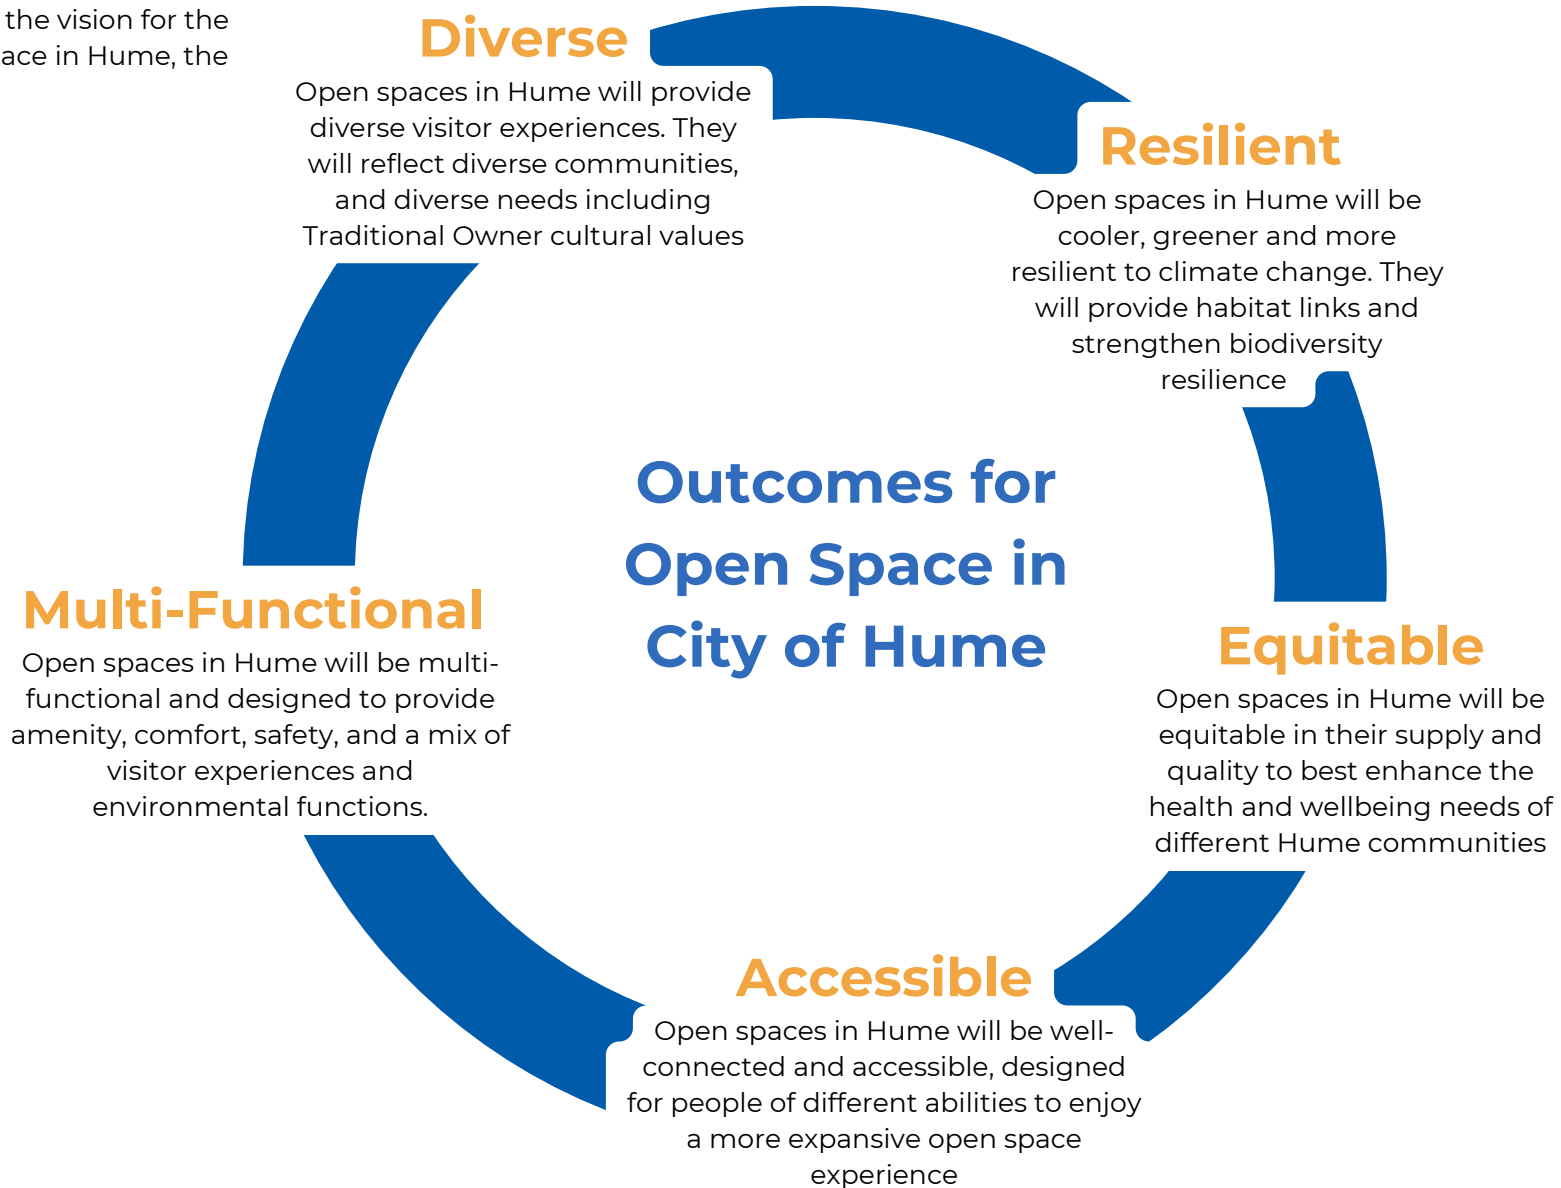 the vision for the
ace in Hume, the
Diverse
Open spaces in Hume will provide
diverse visitor experiences. They
will reflect diverse communities,
and diverse needs including
Traditional Owner cultural values
Resilient
Open spaces in Hume will be
cooler, greener and more
resilient to climate change. They
will provide habitat links and
strengthen biodiversity
resilience
Outcomes for
Open Space in
City of Hume
Multi-Functional
Open spaces in Hume will be multi-
functional and designed to provide
amenity, comfort, safety, and a mix of
visitor experiences and
environmental functions.
Equitable
Open spaces in Hume will be
equitable in their supply and
quality to best enhance the
health and wellbeing needs of
different Hume communities
Accessible
Open spaces in Hume will be well-
connected and accessible, designed
for people of different abilities to enjoy
a more expansive open space
experience